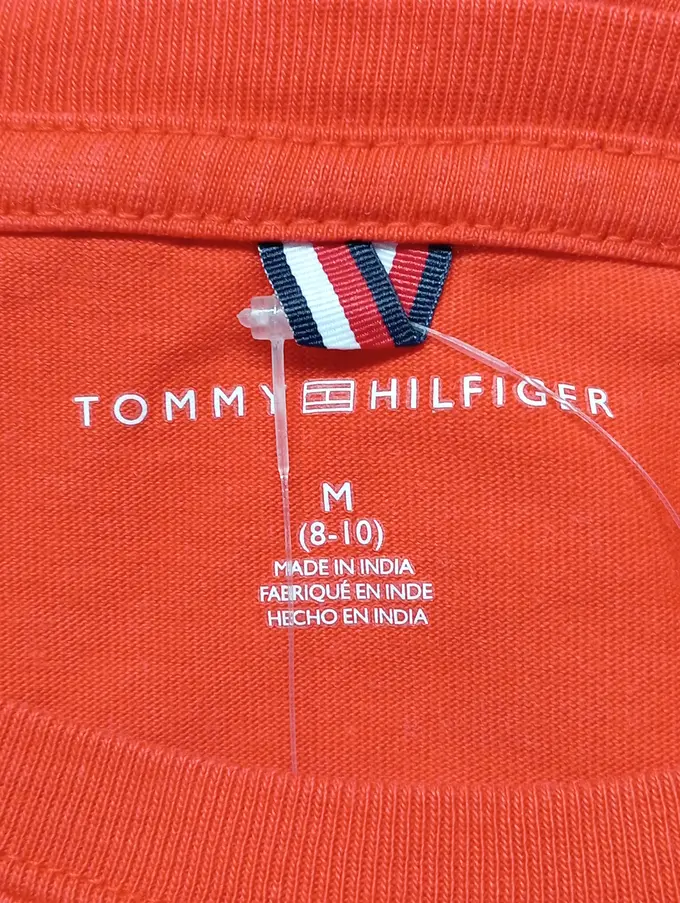 TOMMY HILFIGER
M
(8-10)
MADE IN INDIA
FABRIQUÉ EN INDE
HECHO EN INDIA